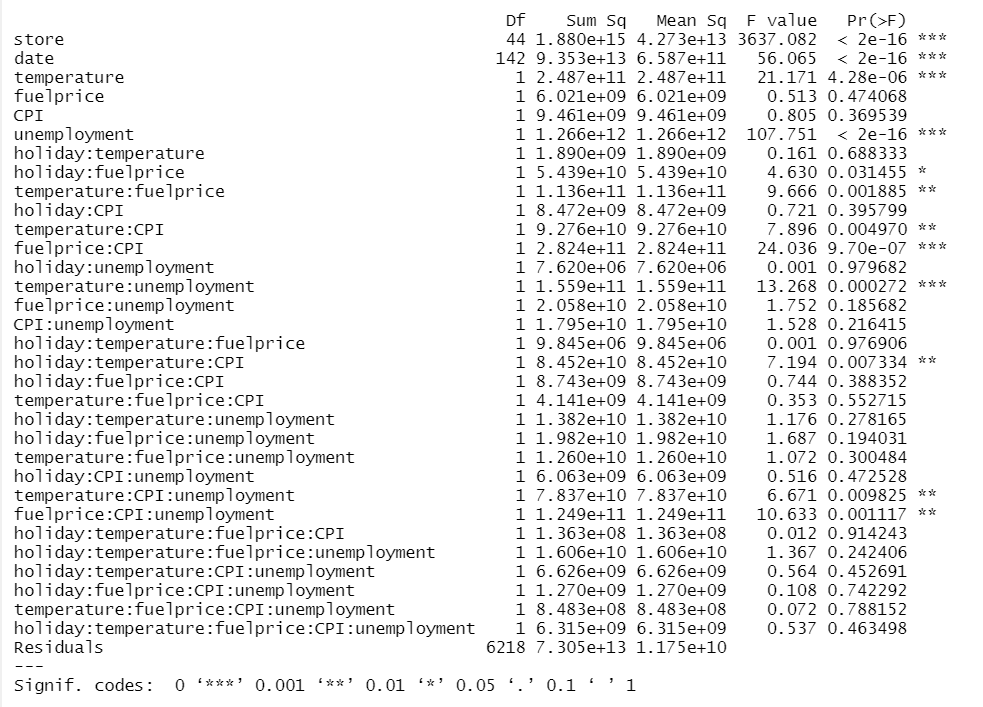 Df Sum Sq Mean Sq F value Pr(>F)
store 44 1.880e+15 4.273e+13 3637.082 < 2e-16 ***
date 142 9.353e+13 6.587e+11 56.065 < 2e-16 ***
temperature 1 2.487e+11 2.487e+11 21.171 4.28e-06 ***
fuelprice 1 6.021e+09 6.021e+09 0.513 0.474068
CPI 1 9.461e+09 9.461e+09 0.805 0.369539
unemployment 1 1.266e+12 1.266e+12 107.751 < 2e-16 ***
holiday:temperature 1 1.890e+09 1.890e+09 0.161 0.688333
holiday:fuelprice 1 5.439e+10 5.439e+10 4.630 0.031455 *
temperature:fuelprice 1 1.136e+11 1.136e+11 9.666 0.001885 **
holiday:CPI 1 8.472e+09 8.472e+09 0.721 0.395799
temperature:CPI 1 9.276e+10 9.276e+10 7.896 0.004970 **
fuelprice:CPI 1 2.824e+11 2.824e+11 24.036 9.70e-07 ***
holiday:unemployment 1 7.620e+06 7.620e+06 0.001 0.979682
temperature:unemployment 1 1.559e+11 1.559e+11 13.268 0.000272 ***
fuelprice:unemployment 1 2.058e+10 2.058e+10 1.752 0.185682
CPI:unemployment 1 1.795e+10 1.795e+10 1.528 0.216415
holiday:temperature:fuelprice 1 9.845e+06 9.845e+06 0.001 0.976906
holiday:temperature:CPI 1 8.452e+10 8.452e+10 7.194 0.007334 **
holiday:fuelprice:CPI 1 8.743e+09 8.743e+09 0.744 0.388352
temperature:fuelprice:CPI 1 4.141e+09 4.141e+09 0.353 0.552715
holiday:temperature:unemployment 1 1.382e+10 1.382e+10 1.176 0.278165
holiday:fuelprice:unemployment 1 1.982e+10 1.982e+10 1.687 0.194031
temperature:fuelprice:unemployment 1 1.260e+10 1.260e+10 1.072 0.300484
holiday:CPI:unemployment 1 6.063e+09 6.063e+09 0.516 0.472528
temperature:CPI:unemployment 1 7.837e+10 7.837e+10 6.671 0.009825 **
fuelprice:CPI:unemployment 1 1.249e+11 1.249e+11 10.633 0.001117 **
holiday:temperature:fuelprice:CPI 1 1.363e+08 1.363e+08 0.012 0.914243
holiday:temperature:fuelprice:unemployment 1 1.606e+10 1.606e+10 1.367 0.242406
holiday:temperature:CPI:unemployment 1 6.626e+09 6.626e+09 0.564 0.452691
holiday:fuelprice:CPI:unemployment 1 1.270e+09 1.270e+09 0.108 0.742292
temperature:fuelprice:CPI:unemployment 1 8.483e+08 8.483e+08 0.072 0.788152
holiday:temperature:fuelprice:CPI:unemployment 1 6.315e+09 6.315e+09 0.537 0.463498
Residuals 6218 7.305e+13 1.175e+10
---
Signif. codes: 0 ‘***’ 0.001 ‘**’ 0.01 ‘*’ 0.05 ‘.’ 0.1 ‘ ’ 1